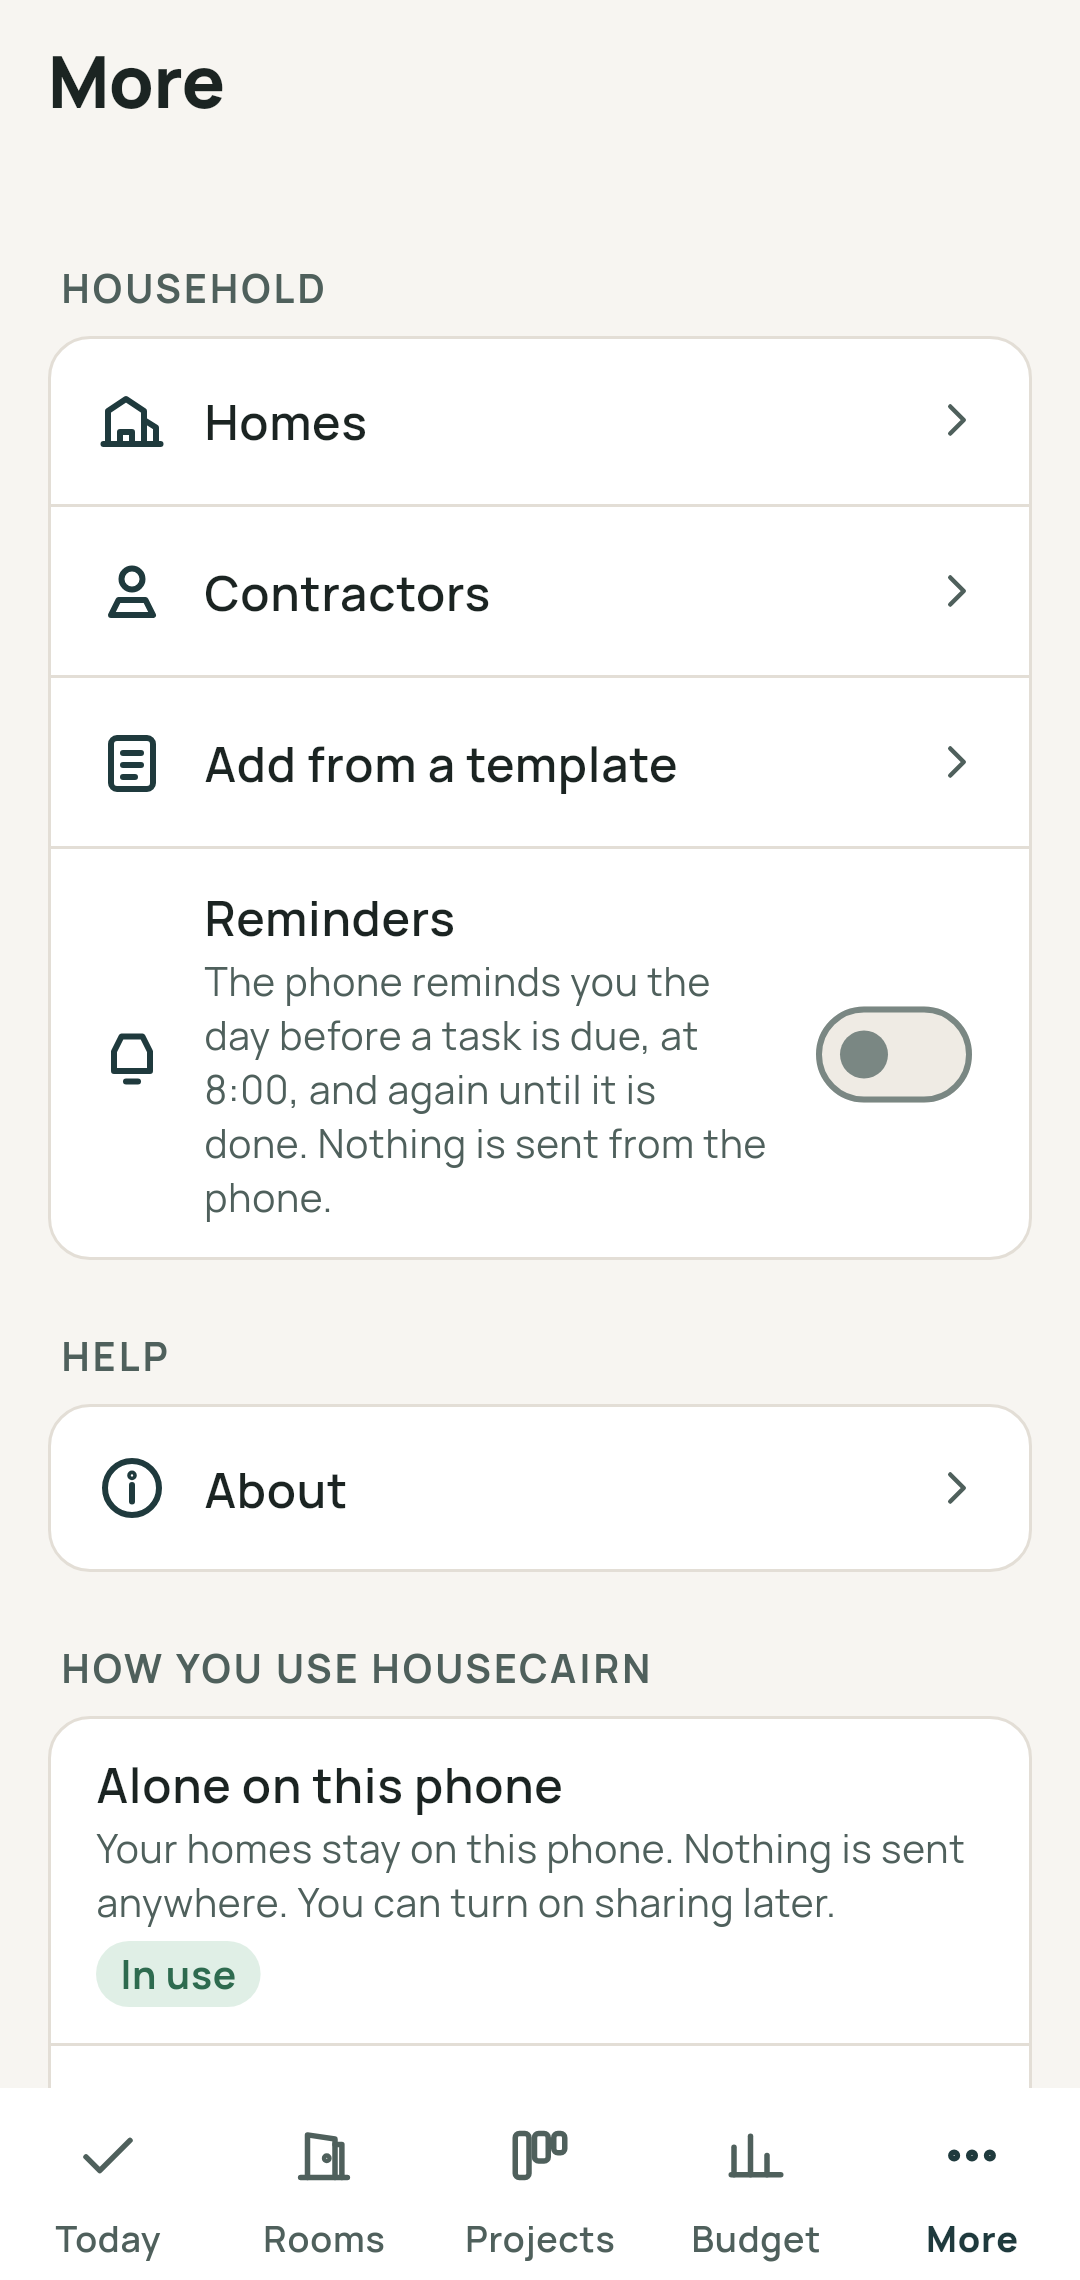 More
HOUSEHOLD
Homes
Contractors
Add from a template
Reminders
The phone reminds you the
day before a task is due, at
8:00, and again until it is
done. Nothing is sent from the
phone.
HELP
About
HOW YOU USE HOUSECAIRN
Alone on this phone
Your homes stay on this phone. Nothing is sent
anywhere. You can turn on sharing later.
In use
Today
Rooms
Projects
Budget
More